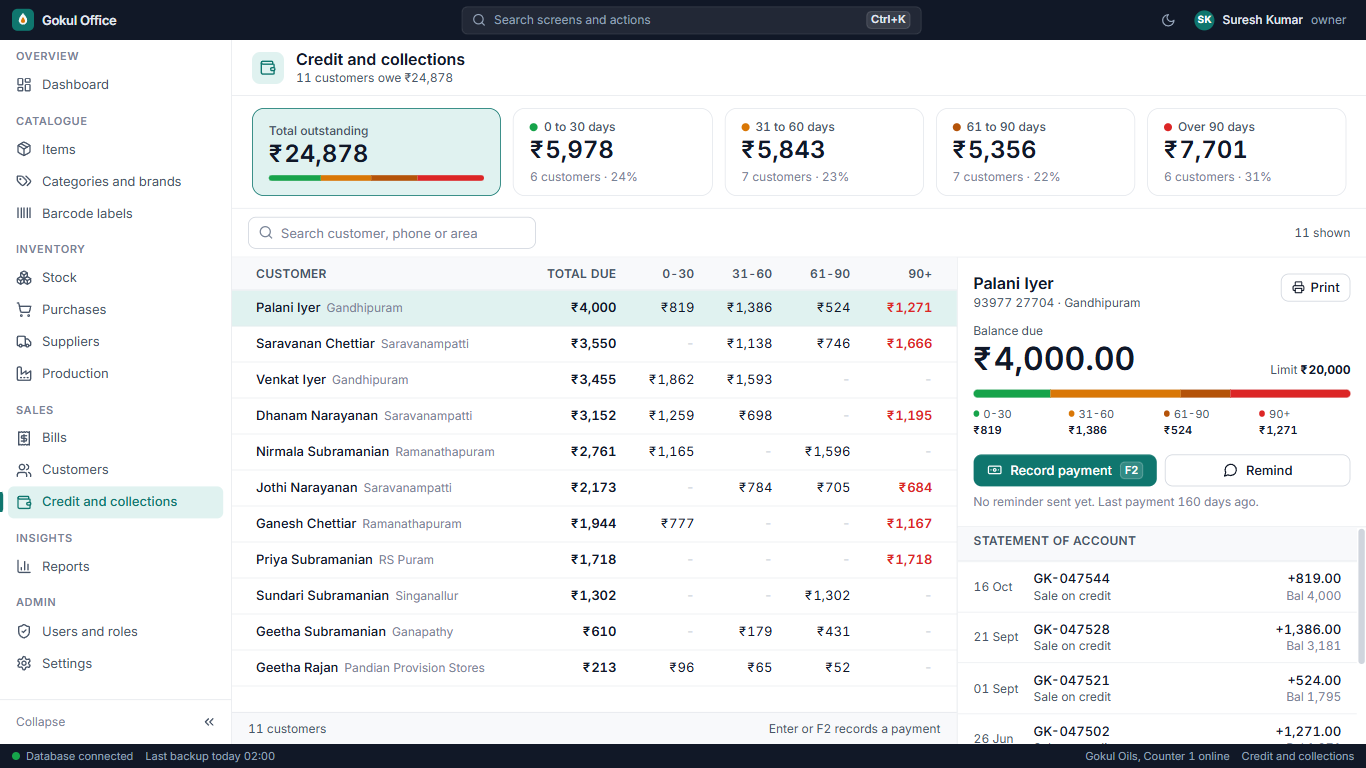 Gokul Office
Search screens and actions Ctrl+K
SK Suresh Kumar owner
OVERVIEW
Dashboard
CATALOGUE
Items
Categories and brands
Barcode labels
INVENTORY
Stock
Purchases
Suppliers
Production
SALES
Bills
Customers
Credit and collections
INSIGHTS
Reports
ADMIN
Users and roles
Settings
Collapse
Credit and collections
11 customers owe ₹24,878
Total outstanding
₹24,878
0 to 30 days
₹5,978
6 customers · 24%
31 to 60 days
₹5,843
7 customers · 23%
61 to 90 days
₹5,356
7 customers · 22%
Over 90 days
₹7,701
6 customers · 31%
Search customer, phone or area
11 shown
CUSTOMER TOTAL DUE 0-30 31-60 61-90 90+
Palani Iyer Gandhipuram ₹4,000 ₹819 ₹1,386 ₹524 ₹1,271
Saravanan Chettiar Saravanampatti ₹3,550 - ₹1,138 ₹746 ₹1,666
Venkat Iyer Gandhipuram ₹3,455 ₹1,862 ₹1,593 - -
Dhanam Narayanan Saravanampatti ₹3,152 ₹1,259 ₹698 - ₹1,195
Nirmala Subramanian Ramanathapuram ₹2,761 ₹1,165 - ₹1,596 -
Jothi Narayanan Saravanampatti ₹2,173 - ₹784 ₹705 ₹684
Ganesh Chettiar Ramanathapuram ₹1,944 ₹777 - - ₹1,167
Priya Subramanian RS Puram ₹1,718 - - - ₹1,718
Sundari Subramanian Singanallur ₹1,302 - - ₹1,302 -
Geetha Subramanian Ganapathy ₹610 - ₹179 ₹431 -
Geetha Rajan Pandian Provision Stores ₹213 ₹96 ₹65 ₹52 -
11 customers
Enter or F2 records a payment
Palani Iyer
93977 27704 · Gandhipuram
Print
Balance due
₹4,000.00
Limit ₹20,000
0-30 31-60 61-90 90+
₹819 ₹1,386 ₹524 ₹1,271
Record payment F2
Remind
No reminder sent yet. Last payment 160 days ago.
STATEMENT OF ACCOUNT
16 Oct GK-047544 +819.00
Sale on credit Bal 4,000
21 Sept GK-047528 +1,386.00
Sale on credit Bal 3,181
01 Sept GK-047521 +524.00
Sale on credit Bal 1,795
26 Jun GK-047502 +1,271.00
Database connected Last backup today 02:00
Gokul Oils, Counter 1 online Credit and collections